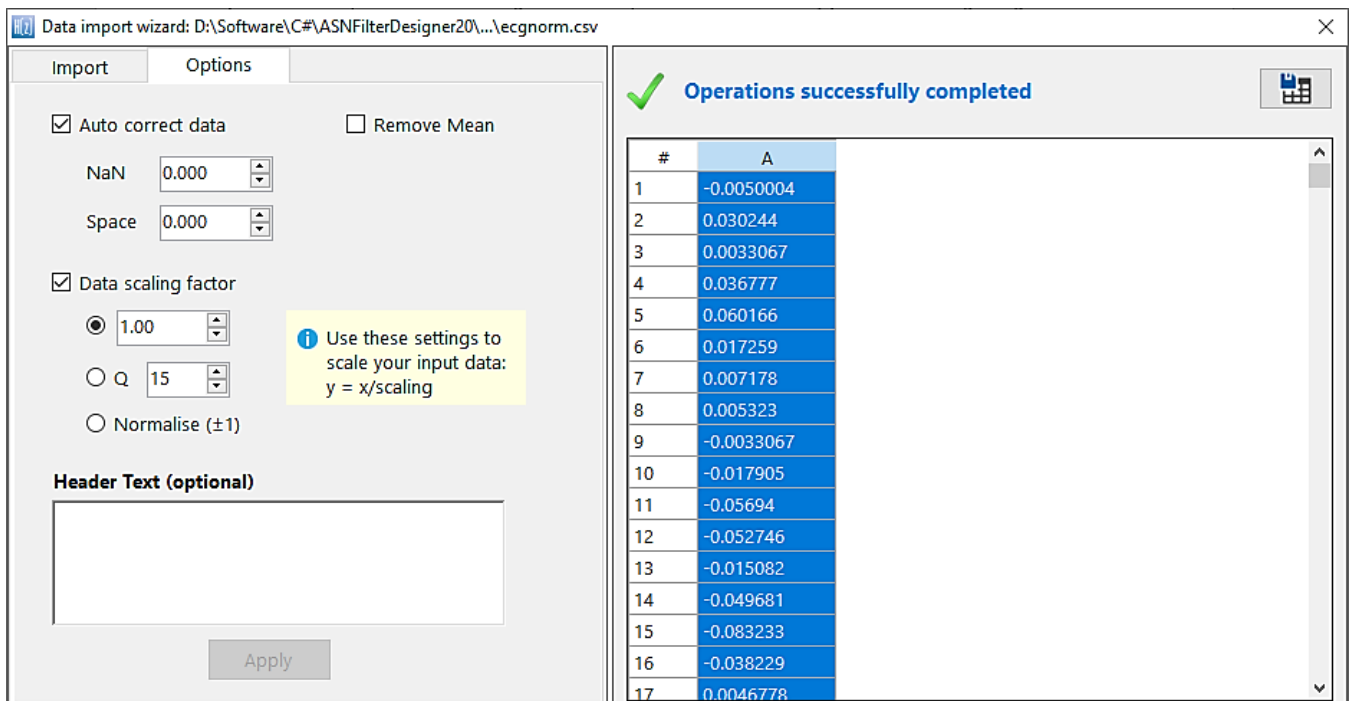 H(z) Data import wizard: D:\Software\C#\ASNFilterDesigner20\...\ecgnorm.csv
Import Options
Auto correct data Remove Mean
NaN 0.000
Space 0.000
Data scaling factor
1.00
Q 15
Normalise (±1)
Use these settings to
scale your input data:
y = x/scaling
Header Text (optional)
Apply
Operations successfully completed
# A
1 -0.0050004
2 0.030244
3 0.0033067
4 0.036777
5 0.060166
6 0.017259
7 0.007178
8 0.005323
9 -0.0033067
10 -0.017905
11 -0.05694
12 -0.052746
13 -0.015082
14 -0.049681
15 -0.083233
16 -0.038229
17 0.0046778